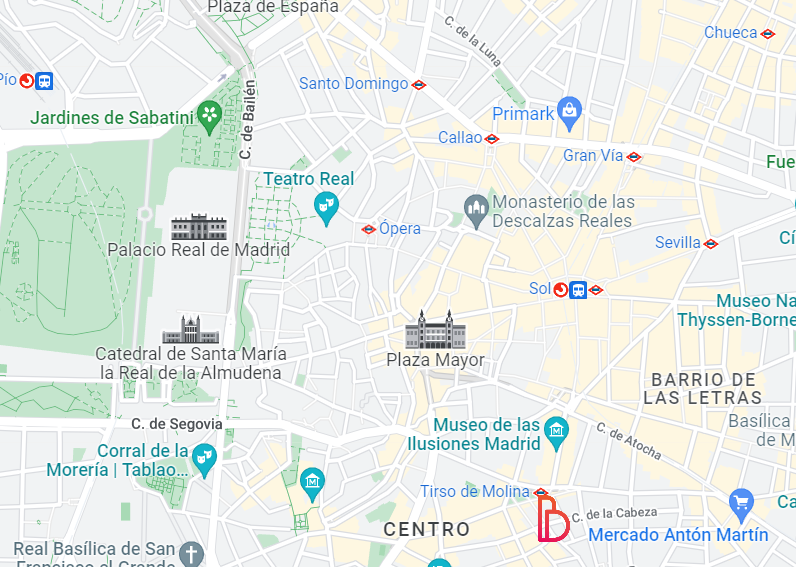 Plaza de España
C. de la Luna
Chueca
Pío
Santo Domingo
Jardines de Sabatini
C. de Bailén
Primark
Callao
Gran Vía
Fue
Teatro Real
Monasterio de las
Descalzas Reales
Ópera
Palacio Real de Madrid
Sevilla
Cí
Sol
Museo Na
Thyssen-Borne
Catedral de Santa María
la Real de la Almudena
Plaza Mayor
BARRIO DE
LAS LETRAS
C. de Segovia
Museo de las
Ilusiones Madrid
C. de Atocha
Basílica
de M
Corral de la
Morería | Tablao...
Tirso de Molina
C. de la Cabeza
Ca
CENTRO
Mercado Antón Martín
Real Basílica de San
Francisco el Grande